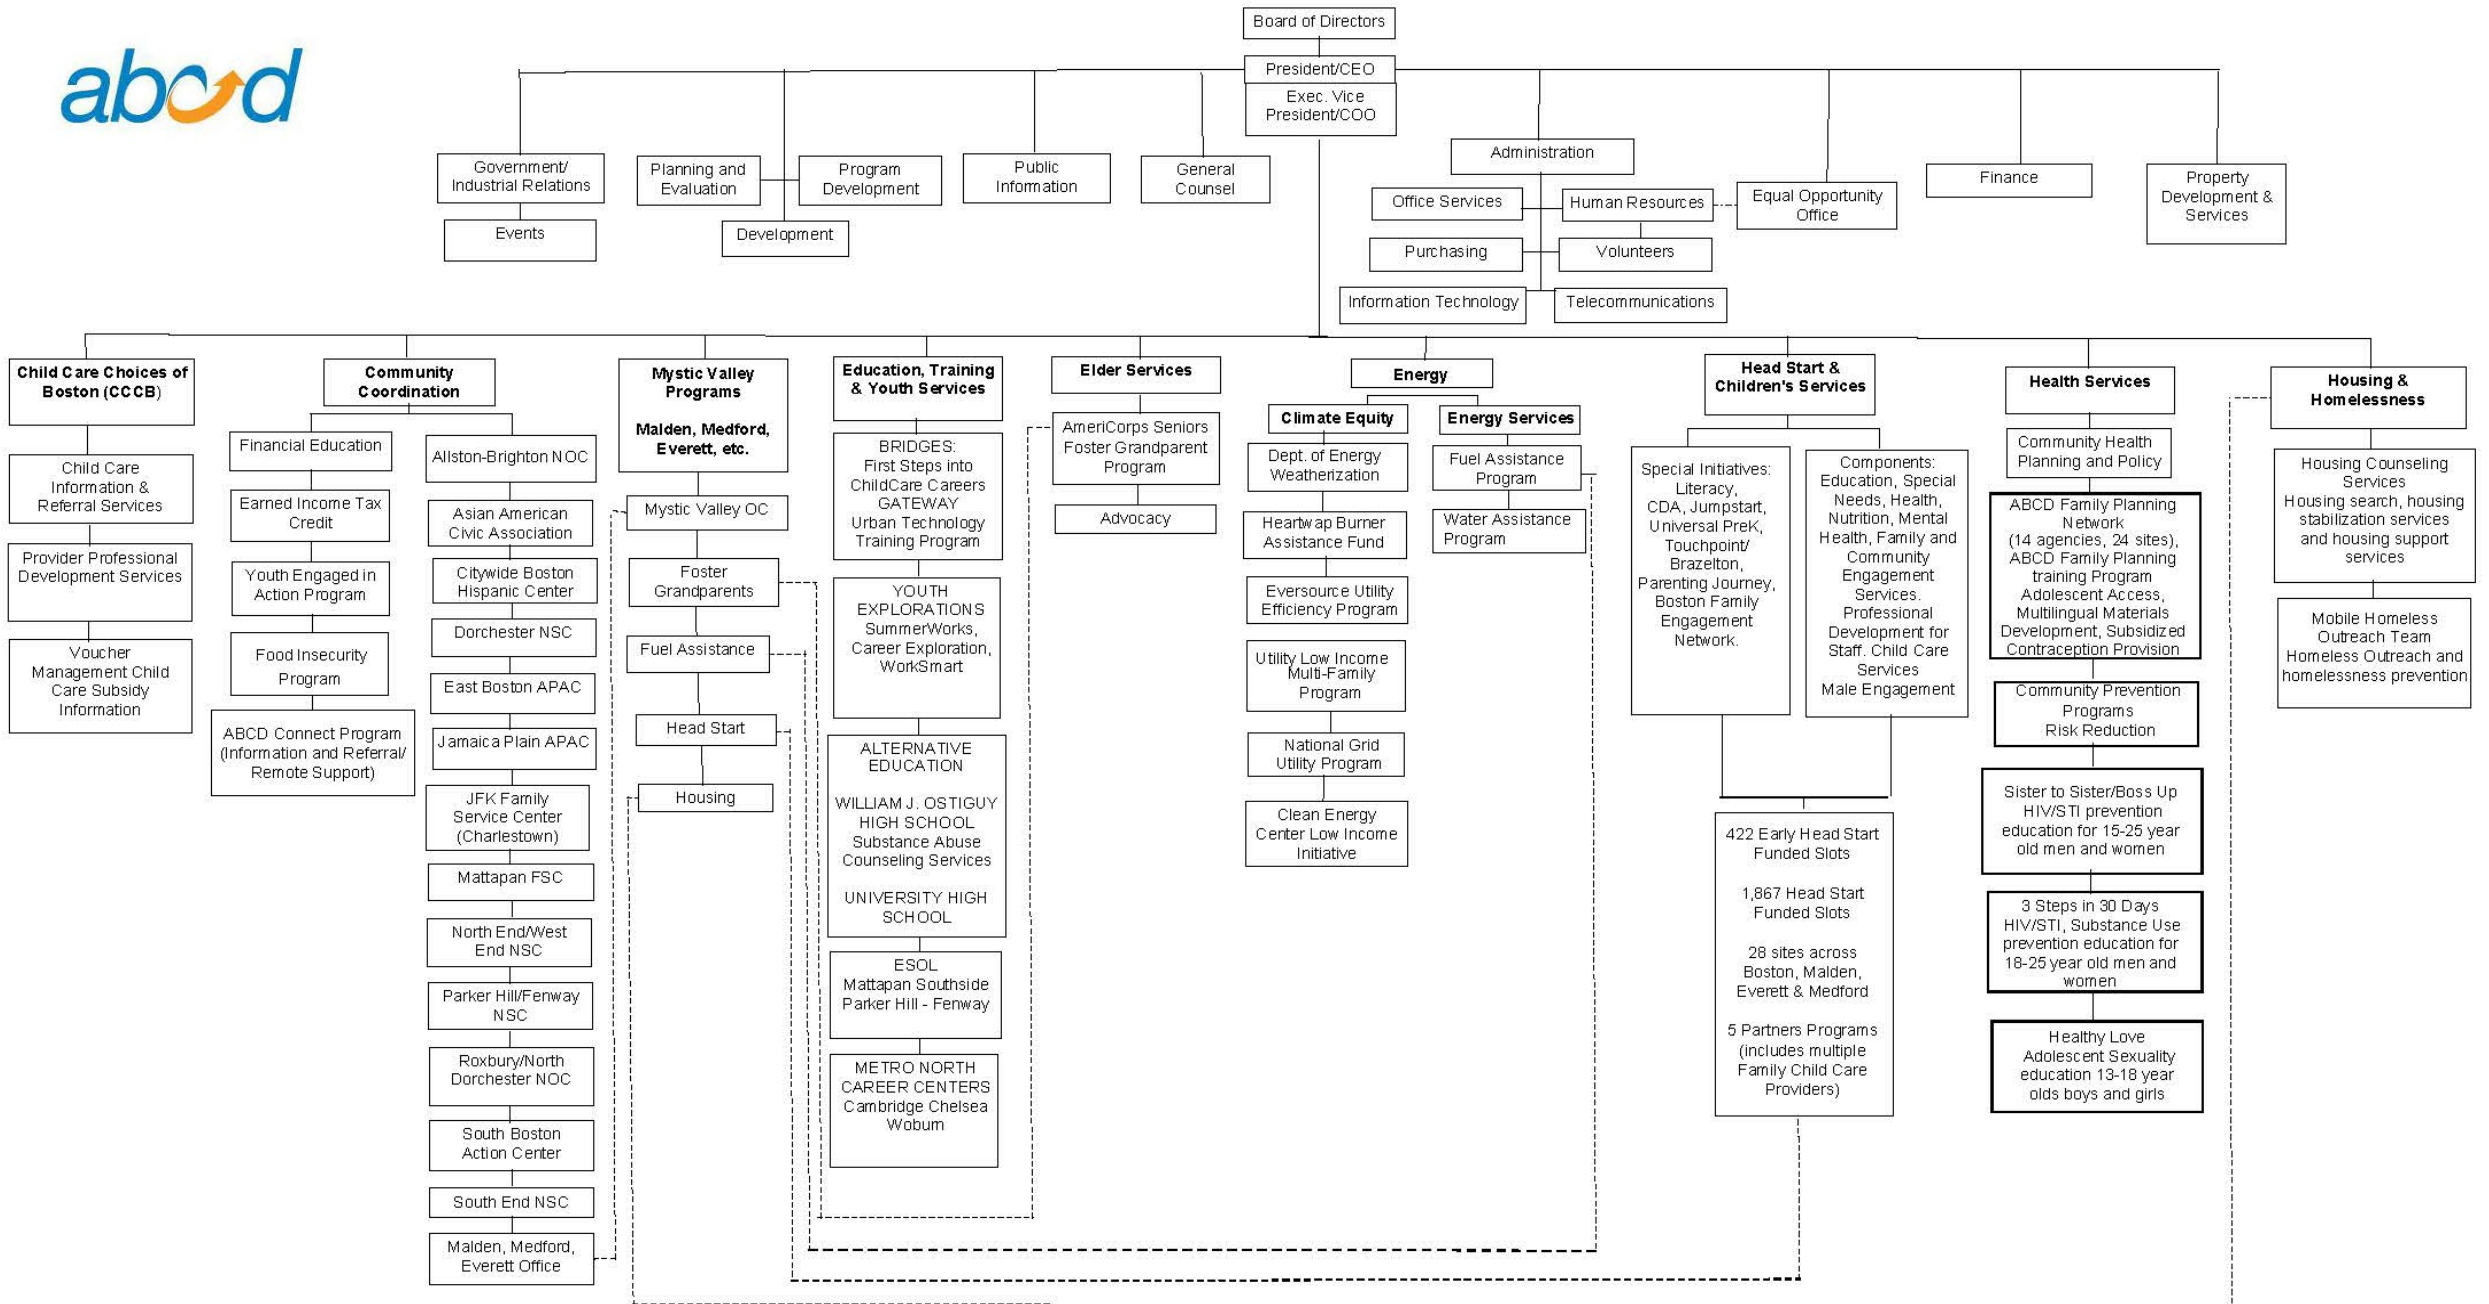 abcd
Board of Directors
President/CEO
Exec. Vice
President/COO
Government/
Industrial Relations
Events
Planning and
Evaluation
Program
Development
Development
Public
Information
General
Counsel
Administration
Office Services
Human Resources
Purchasing
Volunteers
Information Technology
Telecommunications
Equal Opportunity
Office
Finance
Property
Development &
Services
Child Care Choices of
Boston (CCCB)
Child Care
Information &
Referral Services
Provider Professional
Development Services
Voucher
Management Child
Care Subsidy
Information
Community
Coordination
Financial Education
Earned Income Tax
Credit
Youth Engaged in
Action Program
Food Insecurity
Program
ABCD Connect Program
(Information and Referral/
Remote Support)
Allston-Brighton NOC
Asian American
Civic Association
Citywide Boston
Hispanic Center
Dorchester NSC
East Boston APAC
Jamaica Plain APAC
JFK Family
Service Center
(Charlestown)
Mattapan FSC
North End/West
End NSC
Parker Hill/Fenway
NSC
Roxbury/North
Dorchester NOC
South Boston
Action Center
South End NSC
Malden, Medford,
Everett Office
Mystic Valley
Programs
Malden, Medford,
Everett, etc.
Mystic Valley OC
Foster
Grandparents
Fuel Assistance
Head Start
Housing
Education, Training
& Youth Services
BRIDGES:
First Steps into
ChildCare Careers
GATEWAY
Urban Technology
Training Program
YOUTH
EXPLORATIONS
SummerWorks,
Career Exploration,
WorkSmart
ALTERNATIVE
EDUCATION
WILLIAM J. OSTIGUY
HIGH SCHOOL
Substance Abuse
Counseling Services
UNIVERSITY HIGH
SCHOOL
ESOL
Mattapan Southside
Parker Hill - Fenway
METRO NORTH
CAREER CENTERS
Cambridge Chelsea
Woburn
Elder Services
AmeriCorps Seniors
Foster Grandparent
Program
Advocacy
Energy
Climate Equity
Dept. of Energy
Weatherization
Heartwap Burner
Assistance Fund
Eversource Utility
Efficiency Program
Utility Low Income
Multi-Family
Program
National Grid
Utility Program
Clean Energy
Center Low Income
Initiative
Energy Services
Fuel Assistance
Program
Water Assistance
Program
Head Start &
Children's Services
Special Initiatives:
Literacy,
CDA, Jumpstart,
Universal PreK,
Touchpoint/
Brazelton,
Parenting Journey,
Boston Family
Engagement
Network.
Components:
Education, Special
Needs, Health,
Nutrition, Mental
Health, Family and
Community
Engagement
Services.
Professional
Development for
Staff. Child Care
Services
Male Engagement
422 Early Head Start
Funded Slots
1,867 Head Start
Funded Slots
28 sites across
Boston, Malden,
Everett & Medford
5 Partners Programs
(includes multiple
Family Child Care
Providers)
Health Services
Community Health
Planning and Policy
ABCD Family Planning
Network
(14 agencies, 24 sites),
ABCD Family Planning
training Program
Adolescent Access,
Multilingual Materials
Development, Subsidized
Contraception Provision
Community Prevention
Programs
Risk Reduction
Sister to Sister/Boss Up
HIV/STI prevention
education for 15-25 year
old men and women
3 Steps in 30 Days
HIV/STI, Substance Use
prevention education for
18-25 year old men and
women
Healthy Love
Adolescent Sexuality
education 13-18 year
olds boys and girls
Housing &
Homelessness
Housing Counseling
Services
Housing search, housing
stabilization services
and housing support
services
Mobile Homeless
Outreach Team
Homeless Outreach and
homelessness prevention